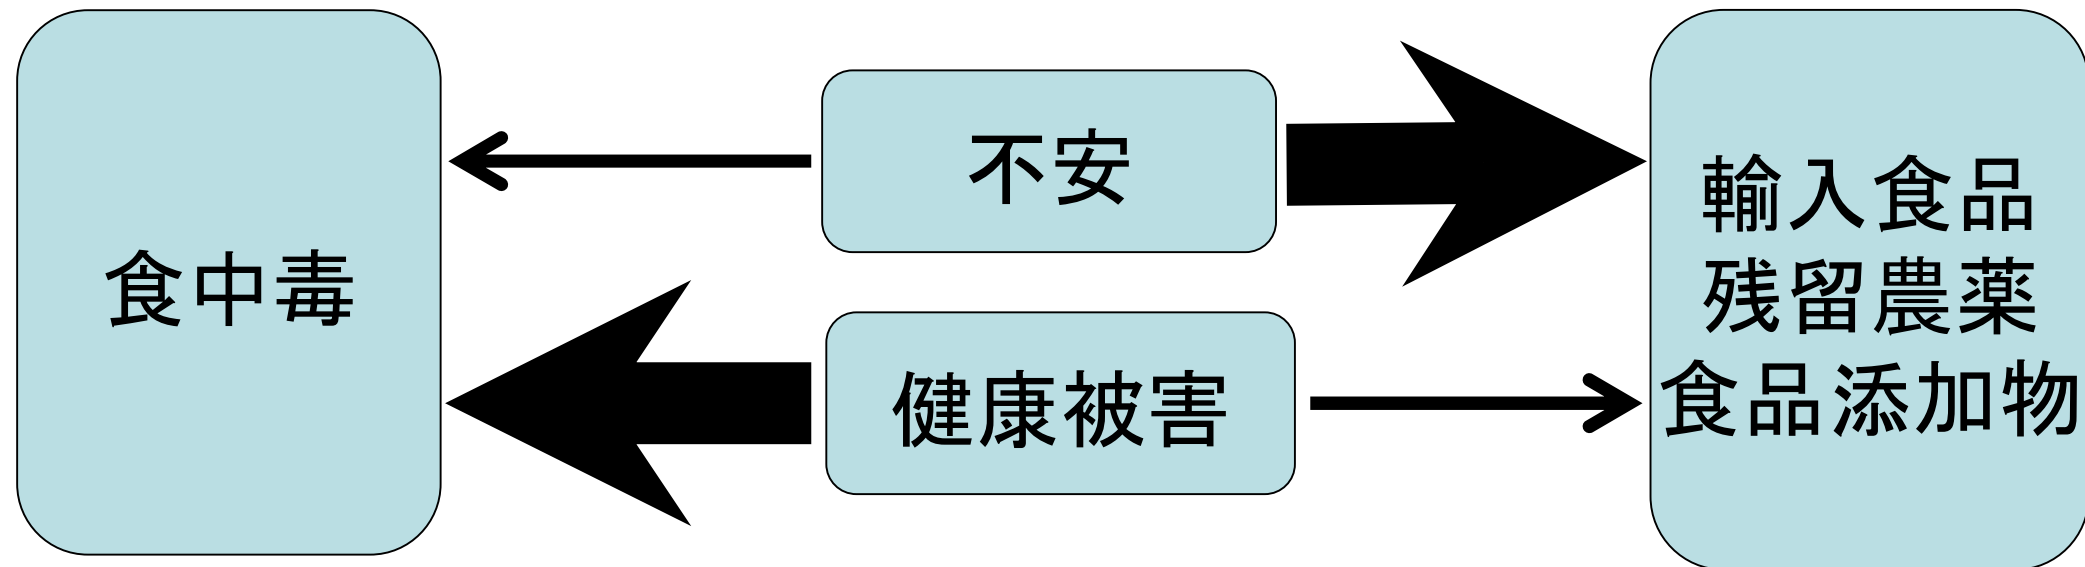 食中毒
不安
健康被害
輸入食品
残留農薬
食品添加物